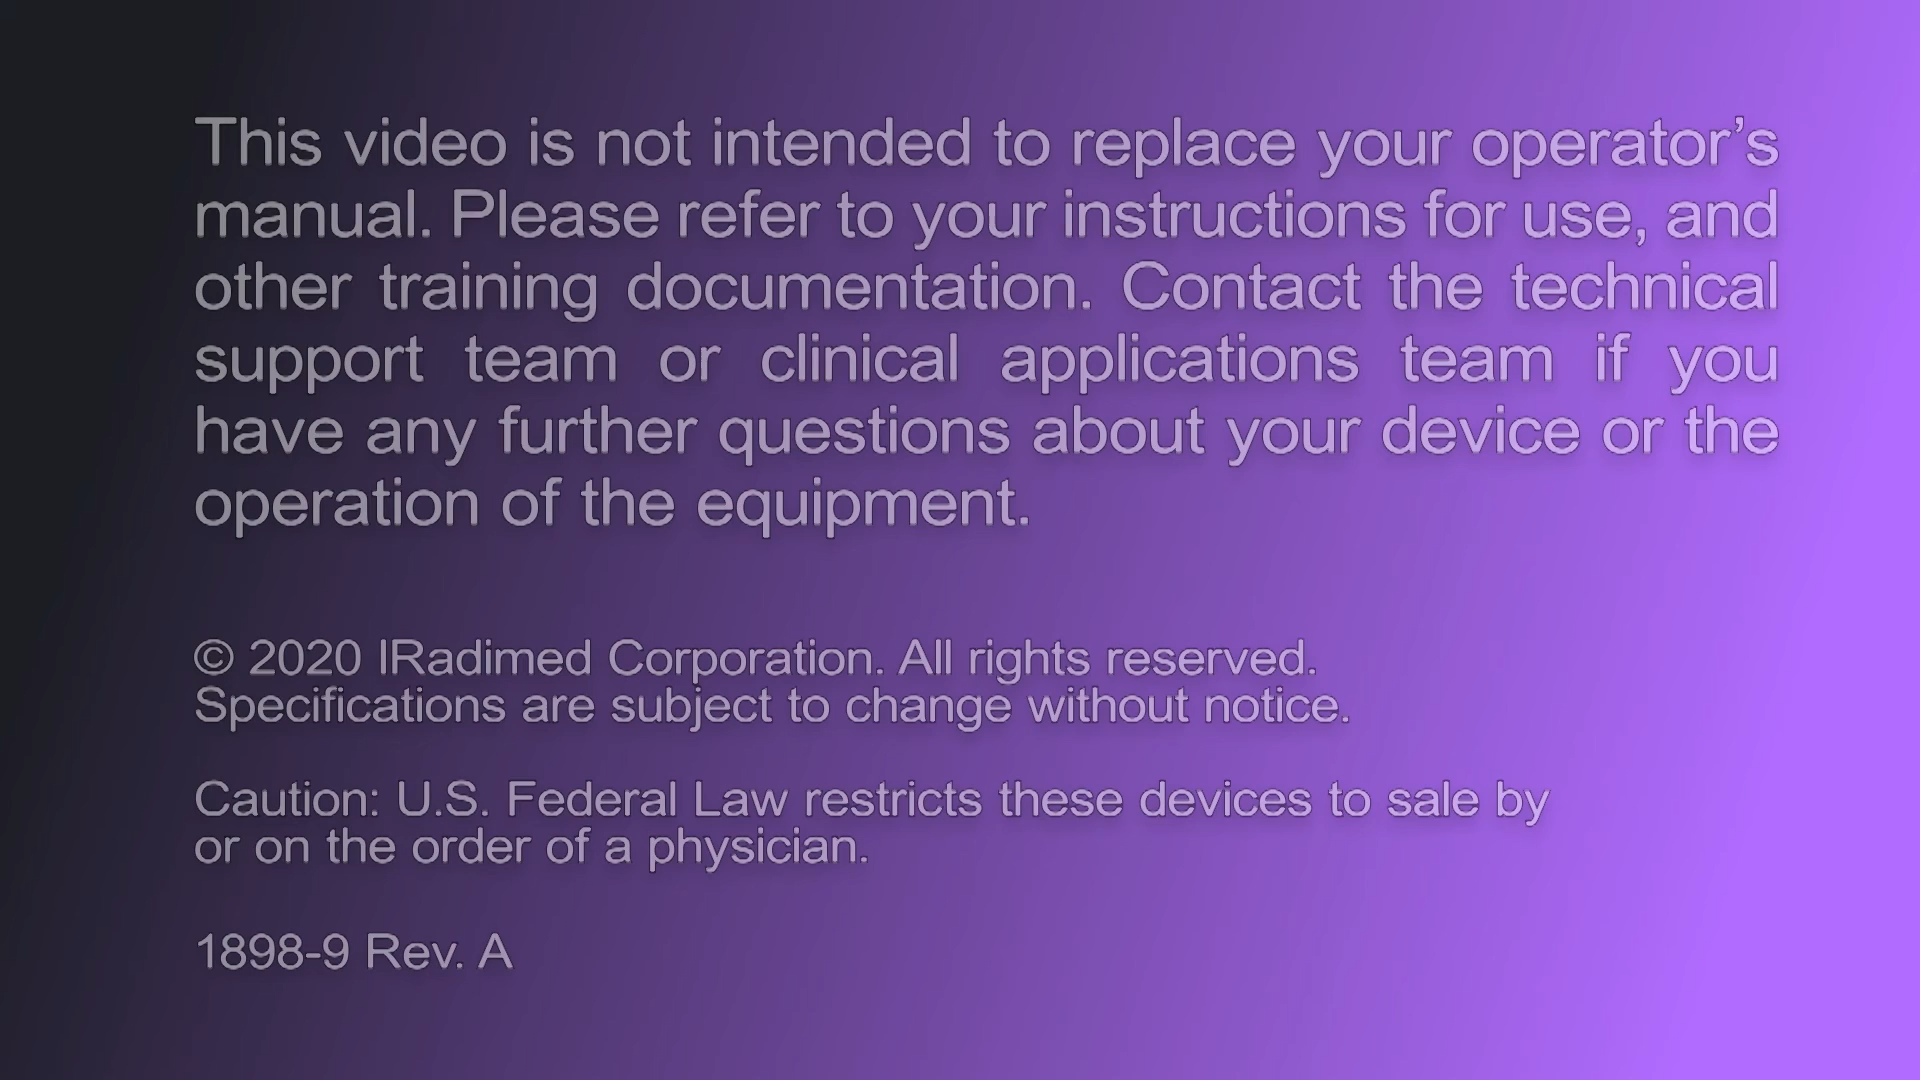 This video is not intended to replace your operator’s
manual. Please refer to your instructions for use, and
other training documentation. Contact the technical
support team or clinical applications team if you
have any further questions about your device or the
operation of the equipment.
© 2020 IRadimed Corporation. All rights reserved.
Specifications are subject to change without notice.
Caution: U.S. Federal Law restricts these devices to sale by
or on the order of a physician.
1898-9 Rev. A